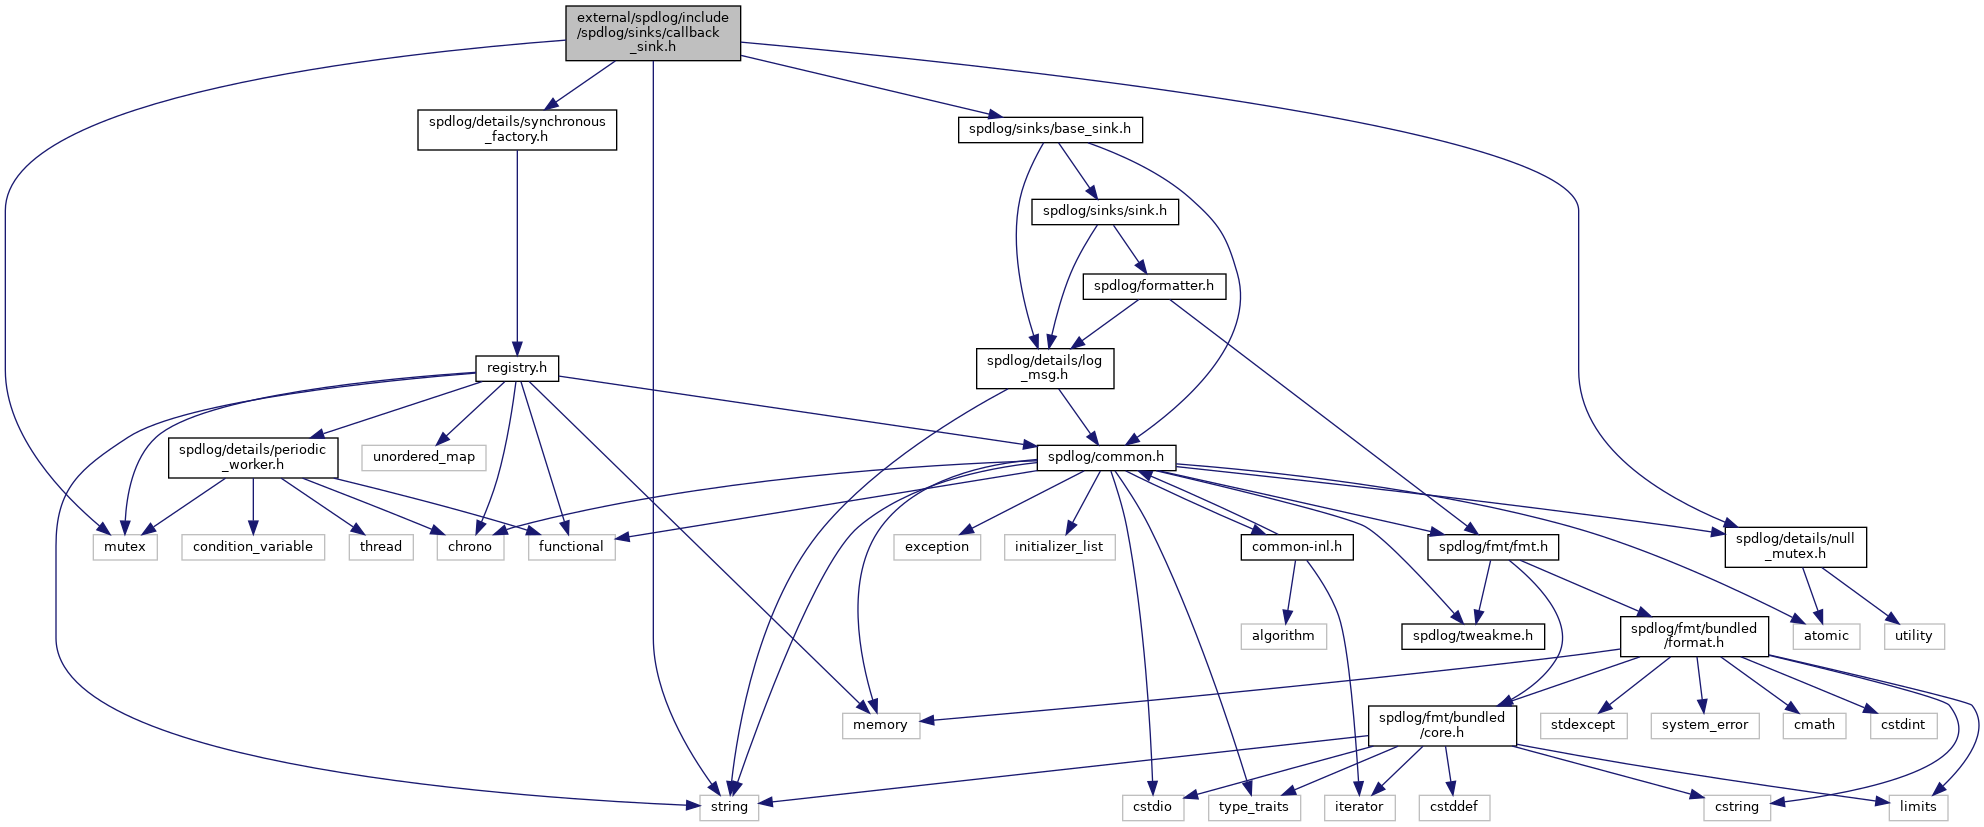 external/spdlog/include
/spdlog/sinks/callback
_sink.h
spdlog/details/synchronous
_factory.h
spdlog/sinks/base_sink.h
spdlog/sinks/sink.h
spdlog/formatter.h
registry.h
spdlog/details/log
_msg.h
spdlog/details/periodic
_worker.h
unordered_map
spdlog/common.h
mutex
condition_variable
thread
chrono
functional
exception
initializer_list
common-inl.h
spdlog/fmt/fmt.h
spdlog/details/null
_mutex.h
algorithm
spdlog/tweakme.h
spdlog/fmt/bundled
/format.h
atomic
utility
memory
spdlog/fmt/bundled
/core.h
stdexcept
system_error
cmath
cstdint
string
cstdio
type_traits
iterator
cstddef
cstring
limits